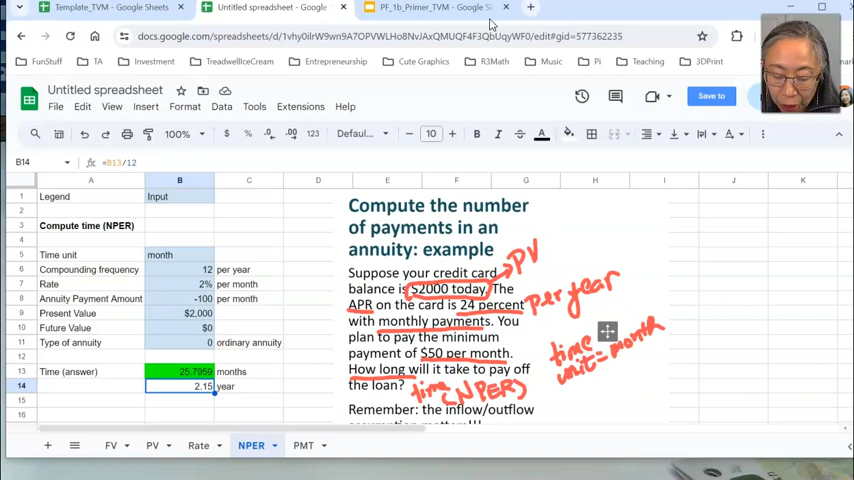 Template_TVM - Google Sheets
Untitled spreadsheet - Google
PF_1b_Primer_TVM - Google Sl
docs.google.com/spreadsheets/d/1vhy0ilrW9wn9A7OPVWLHo8NvJAxQMUQF4F3QbUqyWF0/edit#gid=577362235
FunStuff TA Investment TreadwellIceCream Entrepreneurship Cute Graphics R3Math Music Pi Teaching 3DPrint
Untitled spreadsheet
File Edit View Insert Format Data Tools Extensions Help
Save to
100% $ % .0 .00 123 Defaul... 10 B I A
B14 fx =B13/12
A B C D E F G H I J K
1 Legend Input
2
3 Compute time (NPER)
4
5 Time unit month
6 Compounding frequency 12 per year
7 Rate 2% per month
8 Annuity Payment Amount -100 per month
9 Present Value $2,000
10 Future Value $0
11 Type of annuity 0 ordinary annuity
12
13 Time (answer) 25.7959 months
14 2.15 year
15
16
Compute the number
of payments in an
annuity: example
Suppose your credit card
balance is $2000 today. The
APR on the card is 24 percent
with monthly payments. You
plan to pay the minimum
payment of $50 per month.
How long will it take to pay off
the loan?
Remember: the inflow/outflow
PV
per year
time
unit = month
time
(NPER)
FV PV Rate NPER PMT